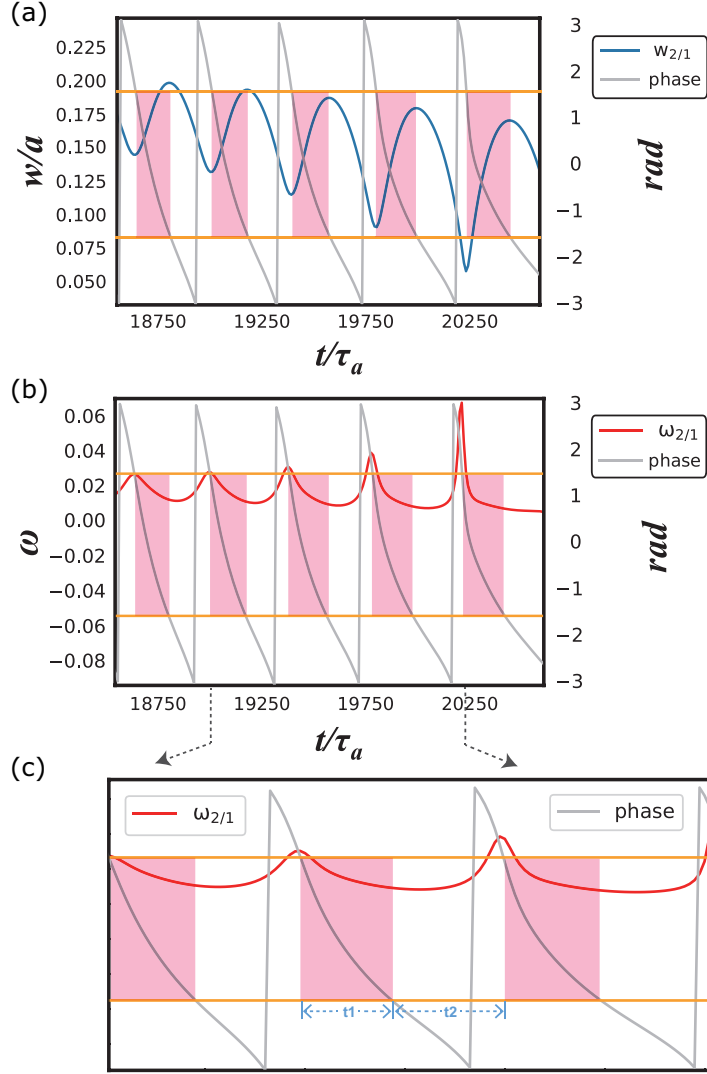 (a)
0.225
0.200
0.175
0.150
0.125
0.100
0.075
0.050
w/a
3
2
1
0
−1
−2
−3
rad
w2/1
phase
18750 19250 19750 20250
t/τa
(b)
0.06
0.04
0.02
0.00
−0.02
−0.04
−0.06
−0.08
ω
3
2
1
0
−1
−2
−3
rad
ω2/1
phase
18750 19250 19750 20250
t/τa
(c)
ω2/1
phase
t1 t2